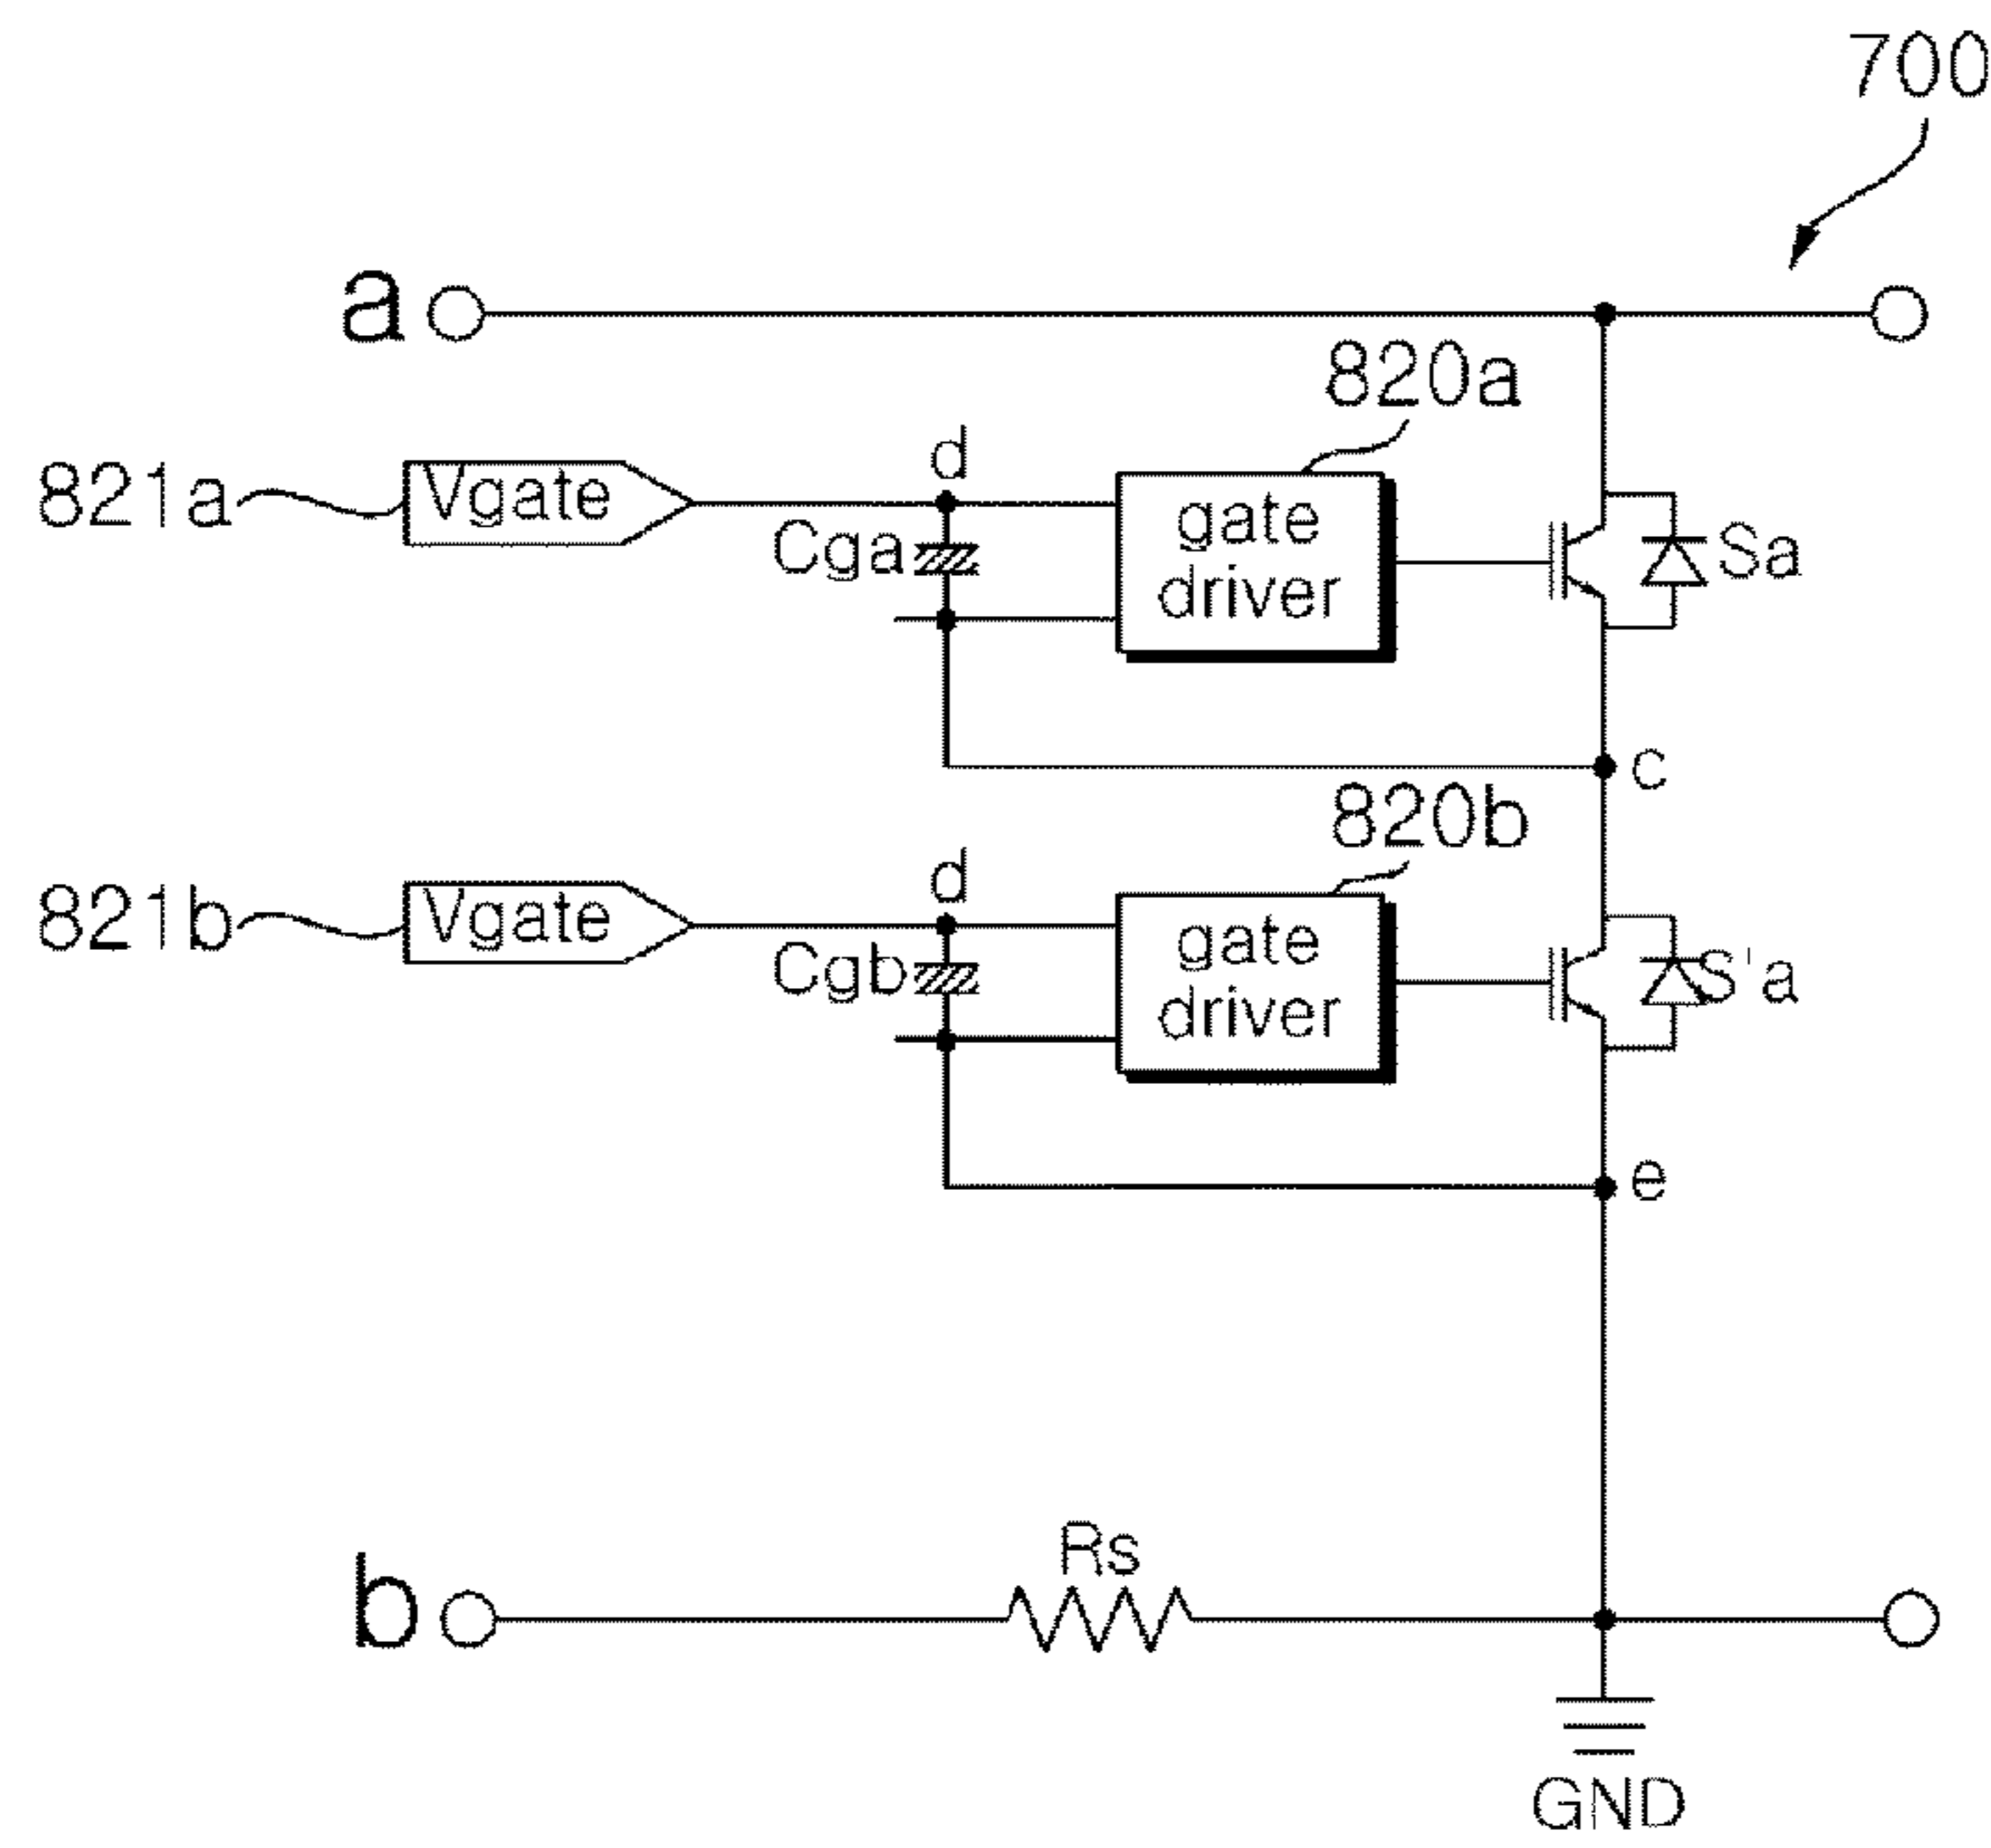 700
a
820a
821a
Vgate
d
Cga
gate
driver
Sa
c
820b
821b
Vgate
d
Cgb
gate
driver
S'a
e
Rs
b
GND